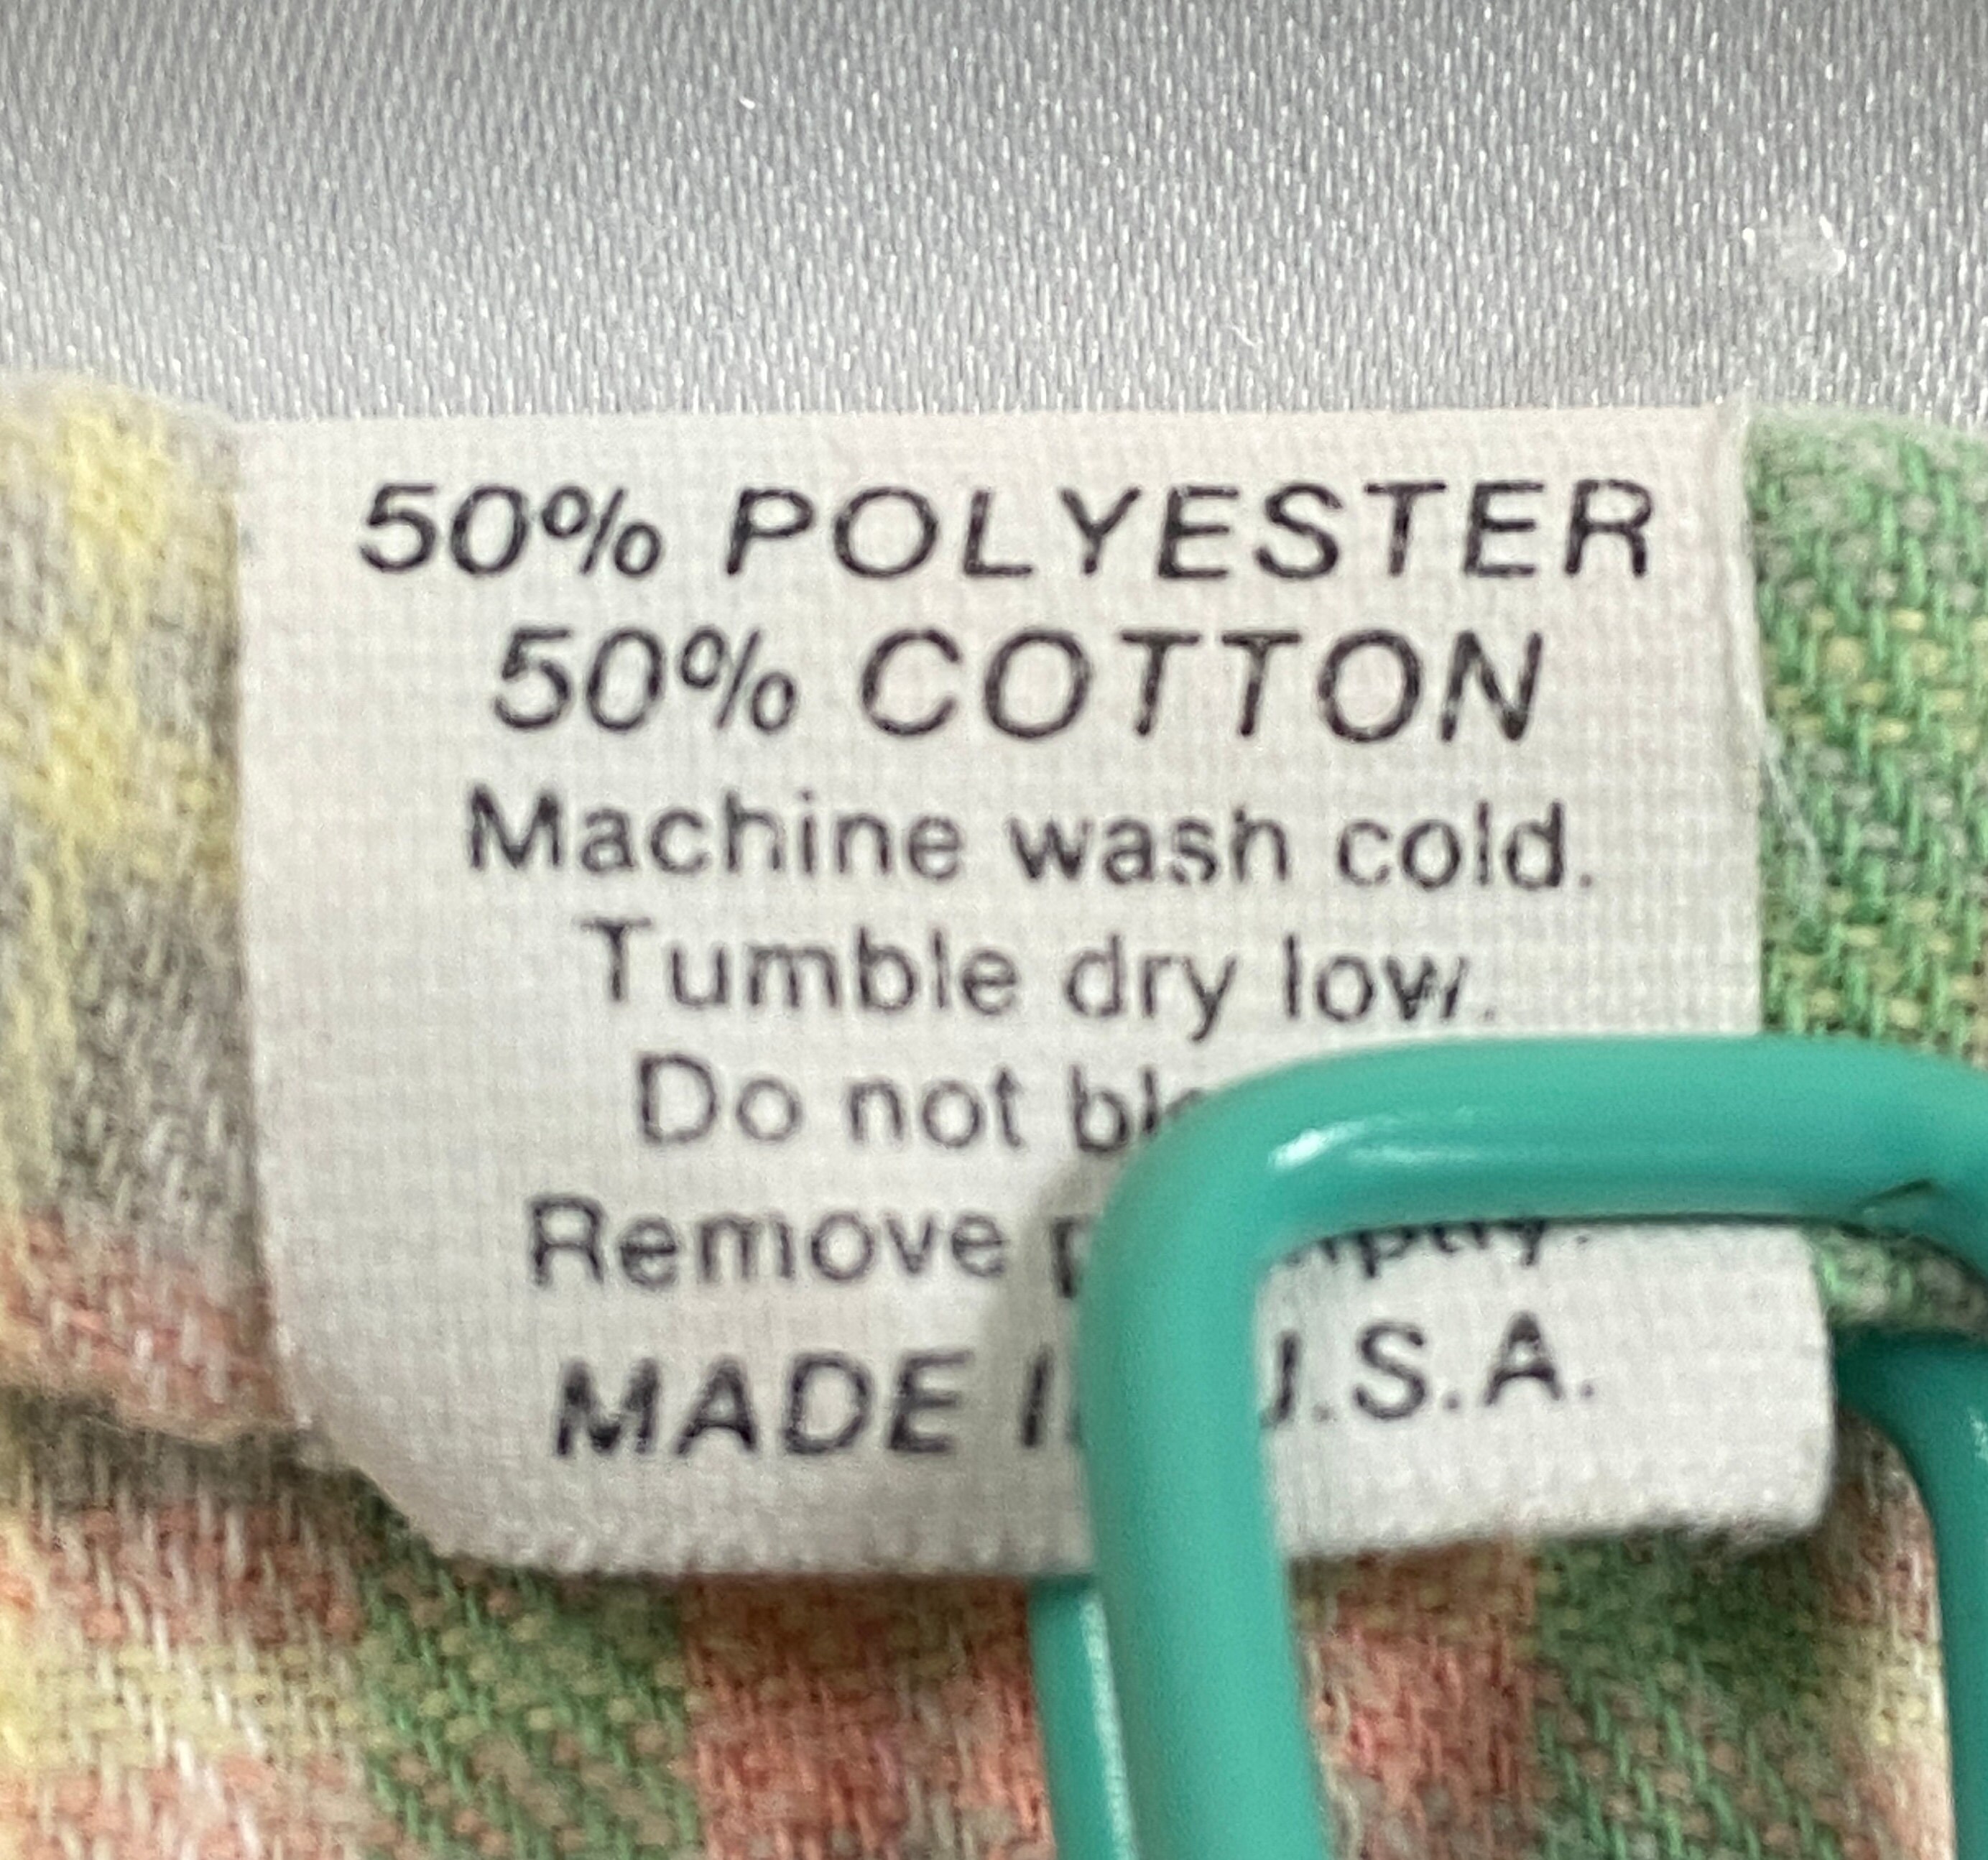 50% POLYESTER
50% COTTON
Machine wash cold.
Tumble dry low.
Do not
Remove
MADE U.S.A.